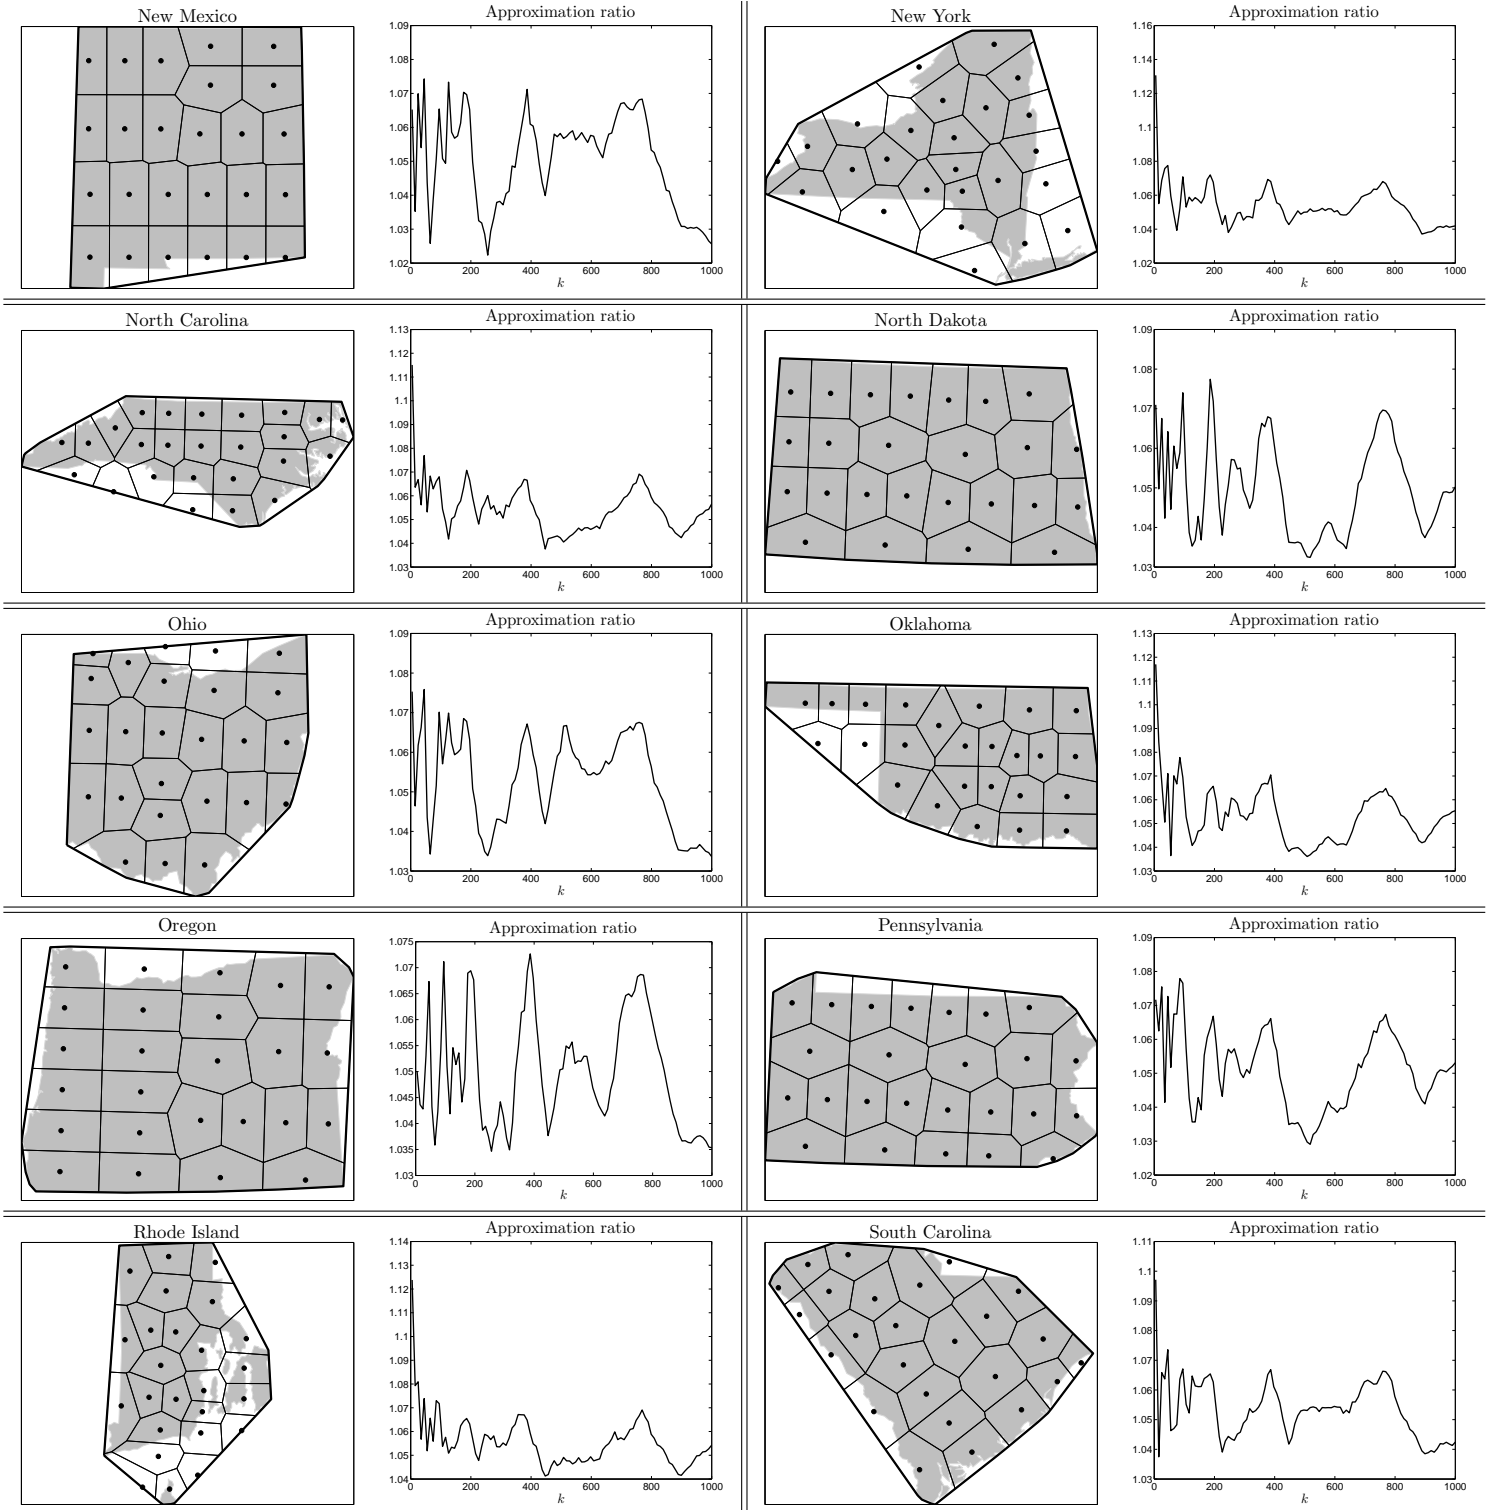 New Mexico
Approximation ratio
1.09
1.08
1.07
1.06
1.05
1.04
1.03
1.02
0 200 400 600 800 1000
k
New York
Approximation ratio
1.16
1.14
1.12
1.1
1.08
1.06
1.04
1.02
0 200 400 600 800 1000
k
North Carolina
Approximation ratio
1.13
1.12
1.11
1.1
1.09
1.08
1.07
1.06
1.05
1.04
1.03
0 200 400 600 800 1000
k
North Dakota
Approximation ratio
1.09
1.08
1.07
1.06
1.05
1.04
1.03
0 200 400 600 800 1000
k
Ohio
Approximation ratio
1.09
1.08
1.07
1.06
1.05
1.04
1.03
0 200 400 600 800 1000
k
Oklahoma
Approximation ratio
1.13
1.12
1.11
1.1
1.09
1.08
1.07
1.06
1.05
1.04
1.03
0 200 400 600 800 1000
k
Oregon
Approximation ratio
1.075
1.07
1.065
1.06
1.055
1.05
1.045
1.04
1.035
1.03
0 200 400 600 800 1000
k
Pennsylvania
Approximation ratio
1.09
1.08
1.07
1.06
1.05
1.04
1.03
1.02
0 200 400 600 800 1000
k
Rhode Island
Approximation ratio
1.14
1.13
1.12
1.11
1.1
1.09
1.08
1.07
1.06
1.05
1.04
0 200 400 600 800 1000
k
South Carolina
Approximation ratio
1.11
1.1
1.09
1.08
1.07
1.06
1.05
1.04
1.03
0 200 400 600 800 1000
k